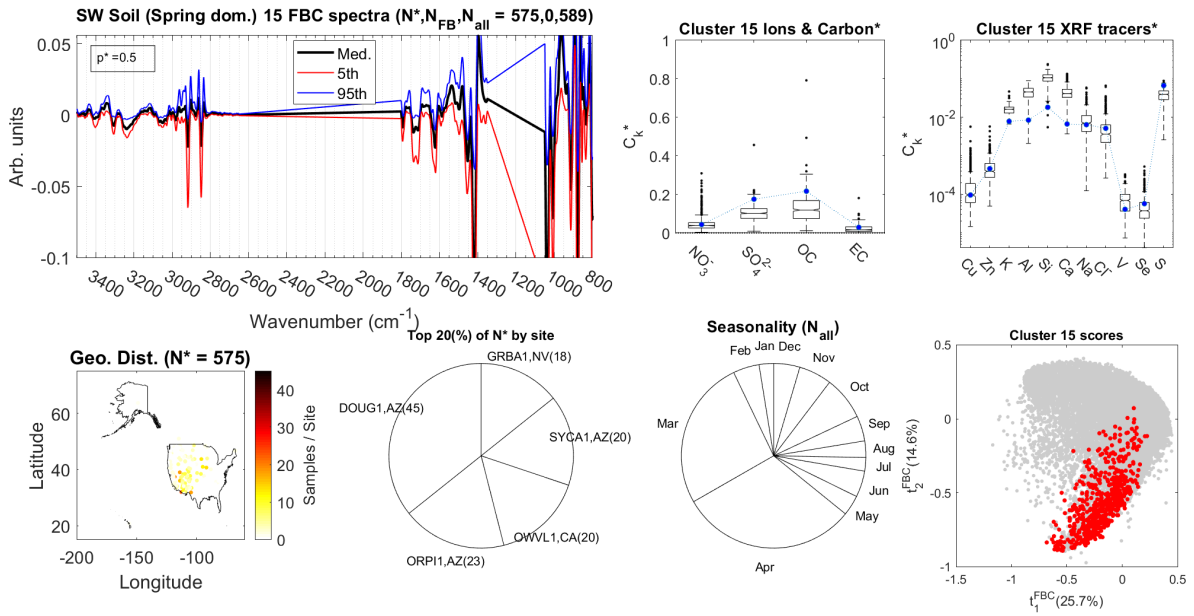 SW Soil (Spring dom.) 15 FBC spectra (N*,N_FB,N_all = 575,0,589)
p* =0.5
Med.
5th
95th
0.05
0
-0.05
-0.1
Arb. units
3400 3200 3000 2800 2600 2400 2200 2000 1800 1600 1400 1200 1000 800
Wavenumber (cm^-1)
Cluster 15 Ions & Carbon*
1
0.8
0.6
0.4
0.2
0
C_k*
NO_3^- SO_4^2- OC EC
Cluster 15 XRF tracers*
10^0
10^-2
10^-4
C_k*
Cu Zn K Al Si Ca Na Cl^- V Se S
Geo. Dist. (N* = 575)
60
40
20
Latitude
-200 -150 -100
Longitude
40
30
20
10
0
Samples / Site
Top 20(%) of N* by site
GRBA1,NV(18)
DOUG1,AZ(45)
SYCA1,AZ(20)
OWVL1,CA(20)
ORPI1,AZ(23)
Seasonality (N_all)
Jan Dec
Feb
Nov
Oct
Mar
Sep
Aug
Jul
Jun
May
Apr
Cluster 15 scores
0.5
0
-0.5
-1
t_2^FBC(14.6%)
-1.5 -1 -0.5 0 0.5
t_1^FBC(25.7%)